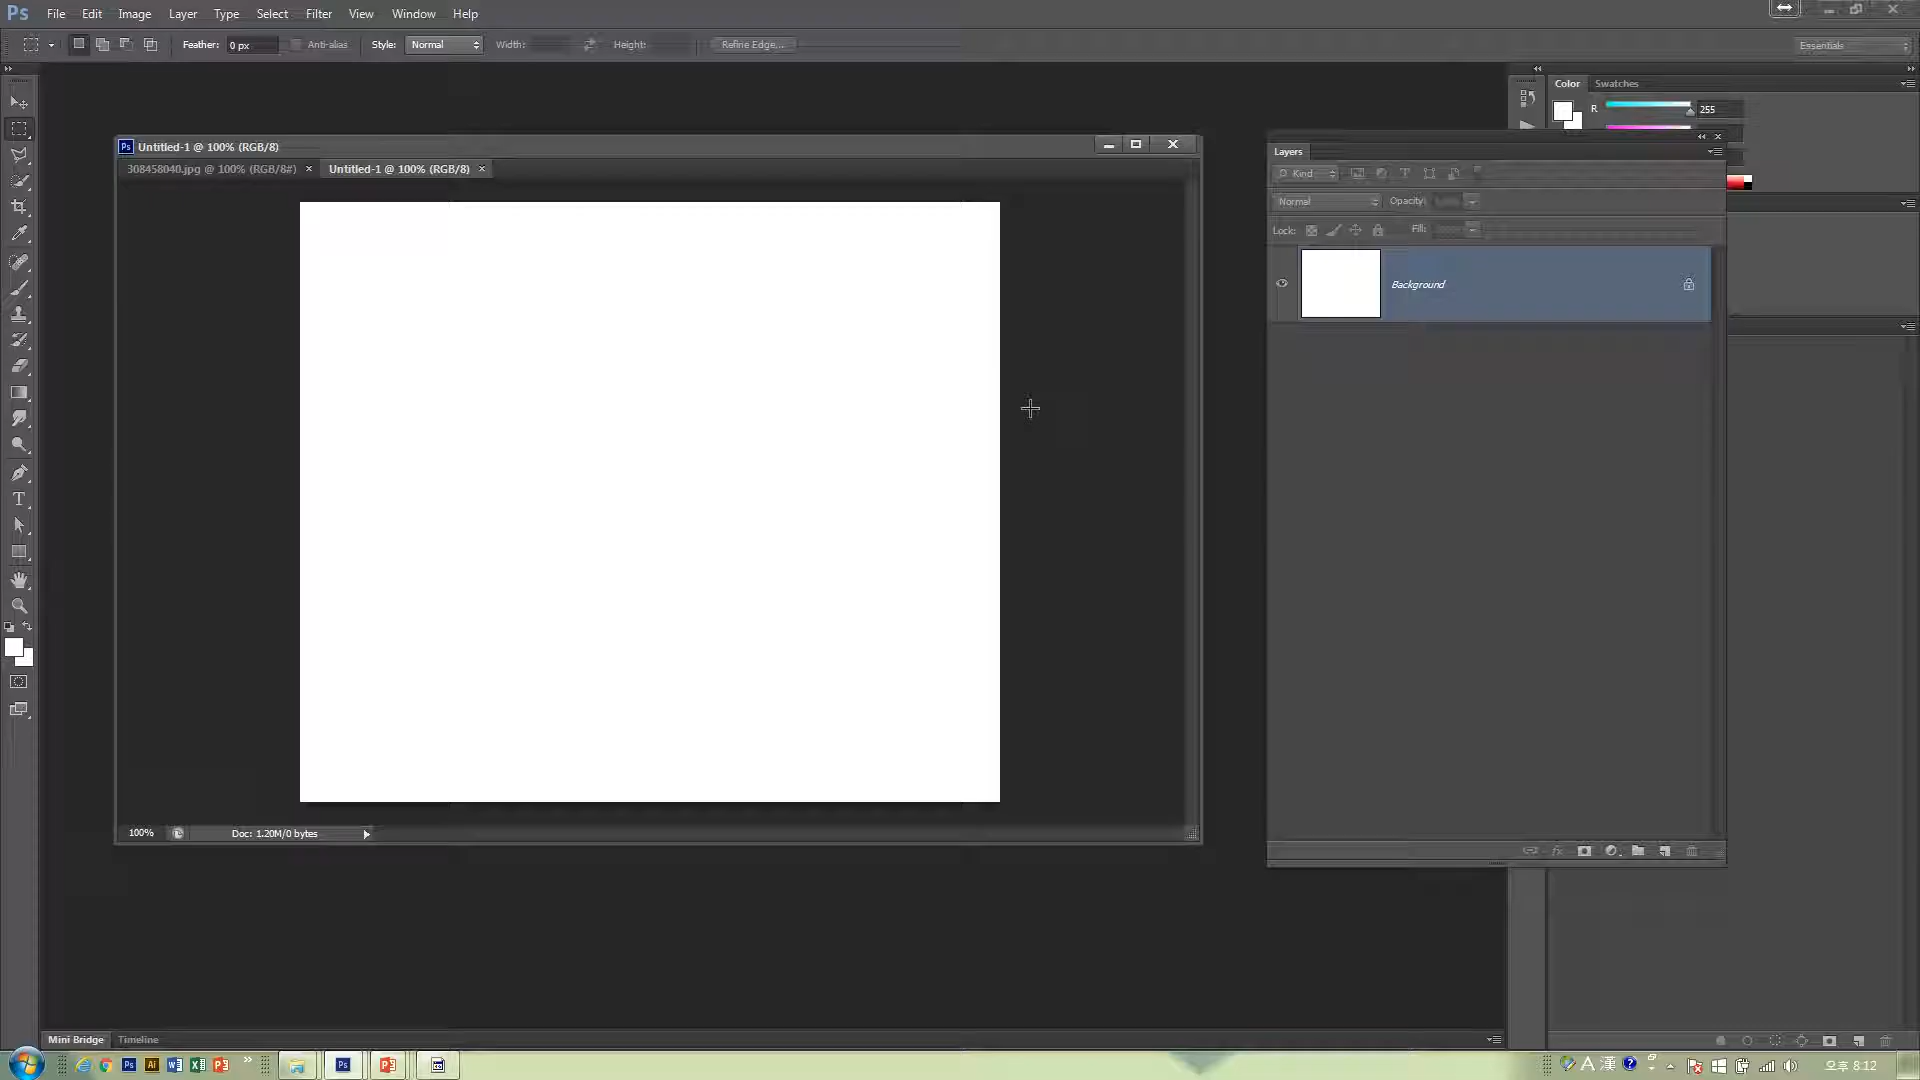 Ps File Edit Image Layer Type Select Filter View Window Help
Feather: 0 px Anti-alias Style: Normal Width: Height: Refine Edge... Essentials
Color Swatches
R 255
Untitled-1 @ 100% (RGB/8)
308458040.jpg @ 100% (RGB/8#) × Untitled-1 @ 100% (RGB/8) ×
Layers
Kind
Normal Opacity:
Lock: Fill:
Background
100% Doc: 1.20M/0 bytes
Mini Bridge Timeline
A 漢 오후 8:12